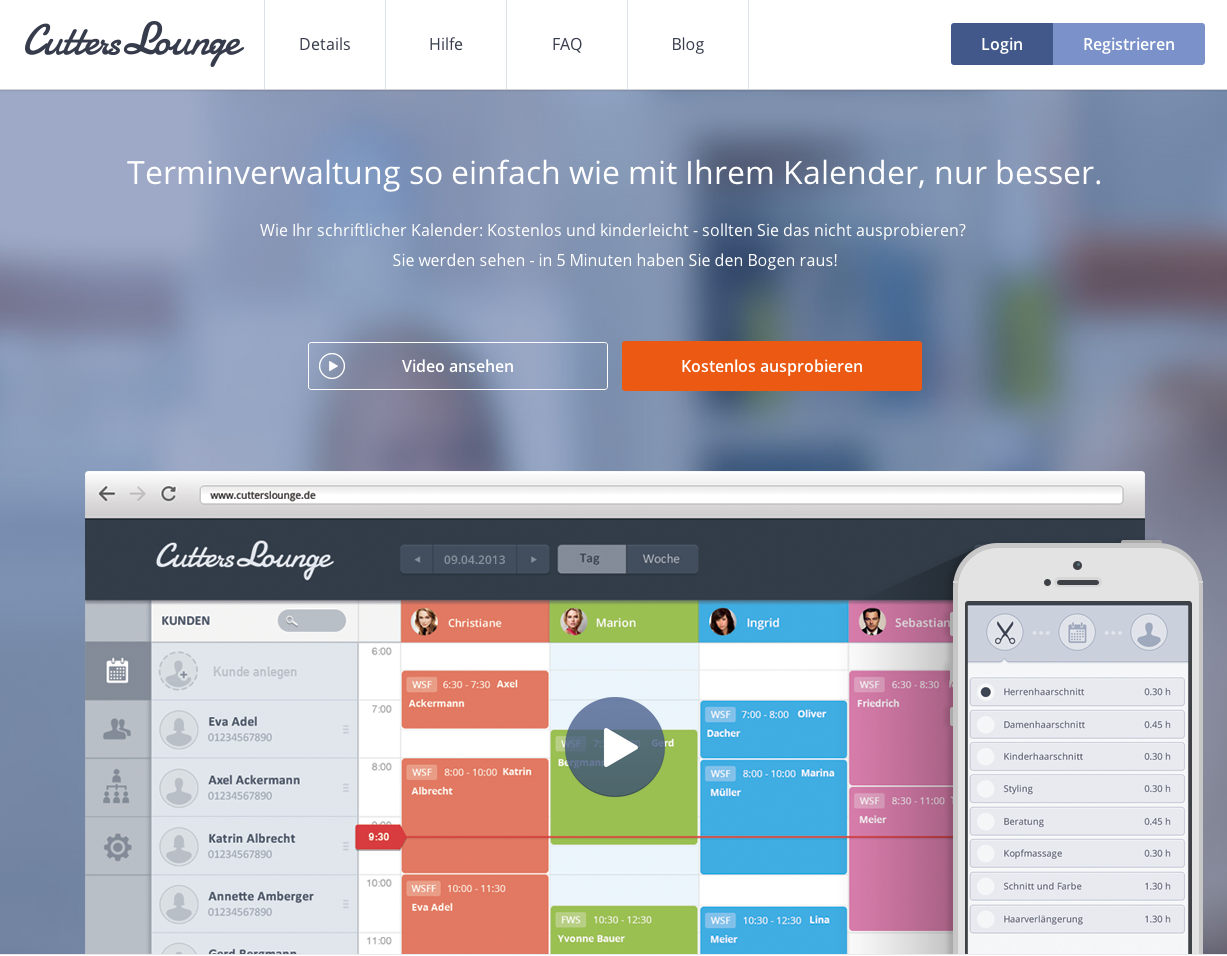 Cutters Lounge
Details
Hilfe
FAQ
Blog
Login
Registrieren
Terminverwaltung so einfach wie mit Ihrem Kalender, nur besser.
Wie Ihr schriftlicher Kalender: Kostenlos und kinderleicht - sollten Sie das nicht ausprobieren?
Sie werden sehen - in 5 Minuten haben Sie den Bogen raus!
Video ansehen
Kostenlos ausprobieren
www.cutterslounge.de
Cutters Lounge
09.04.2013
Tag
Woche
KUNDEN
Kunde anlegen
Eva Adel
01234567890
Axel Ackermann
01234567890
Katrin Albrecht
01234567890
Annette Amberger
01234567890
Gerd Bergmann
6:00
7:00
8:00
9:30
10:00
11:00
Christiane
WSF 6:30 - 7:30 Axel
Ackermann
WSF 8:00 - 10:00 Katrin
Albrecht
WSFF 10:00 - 11:30
Eva Adel
Marion
WSF Gerd
Bergmann
FWS 10:30 - 12:30
Yvonne Bauer
Ingrid
WSF 7:00 - 8:00 Oliver
Dacher
WSF 8:00 - 10:00 Marina
Müller
WSF 10:30 - 12:30 Lina
Meier
Sebastian
WSF 6:30 - 8:30
Friedrich
WSF 8:30 - 11:00
Meier
Herrenhaarschnitt 0.30 h
Damenhaarschnitt 0.45 h
Kinderhaarschnitt 0.30 h
Styling 0.30 h
Beratung 0.45 h
Kopfmassage 0.30 h
Schnitt und Farbe 1.30 h
Haarverlängerung 1.30 h